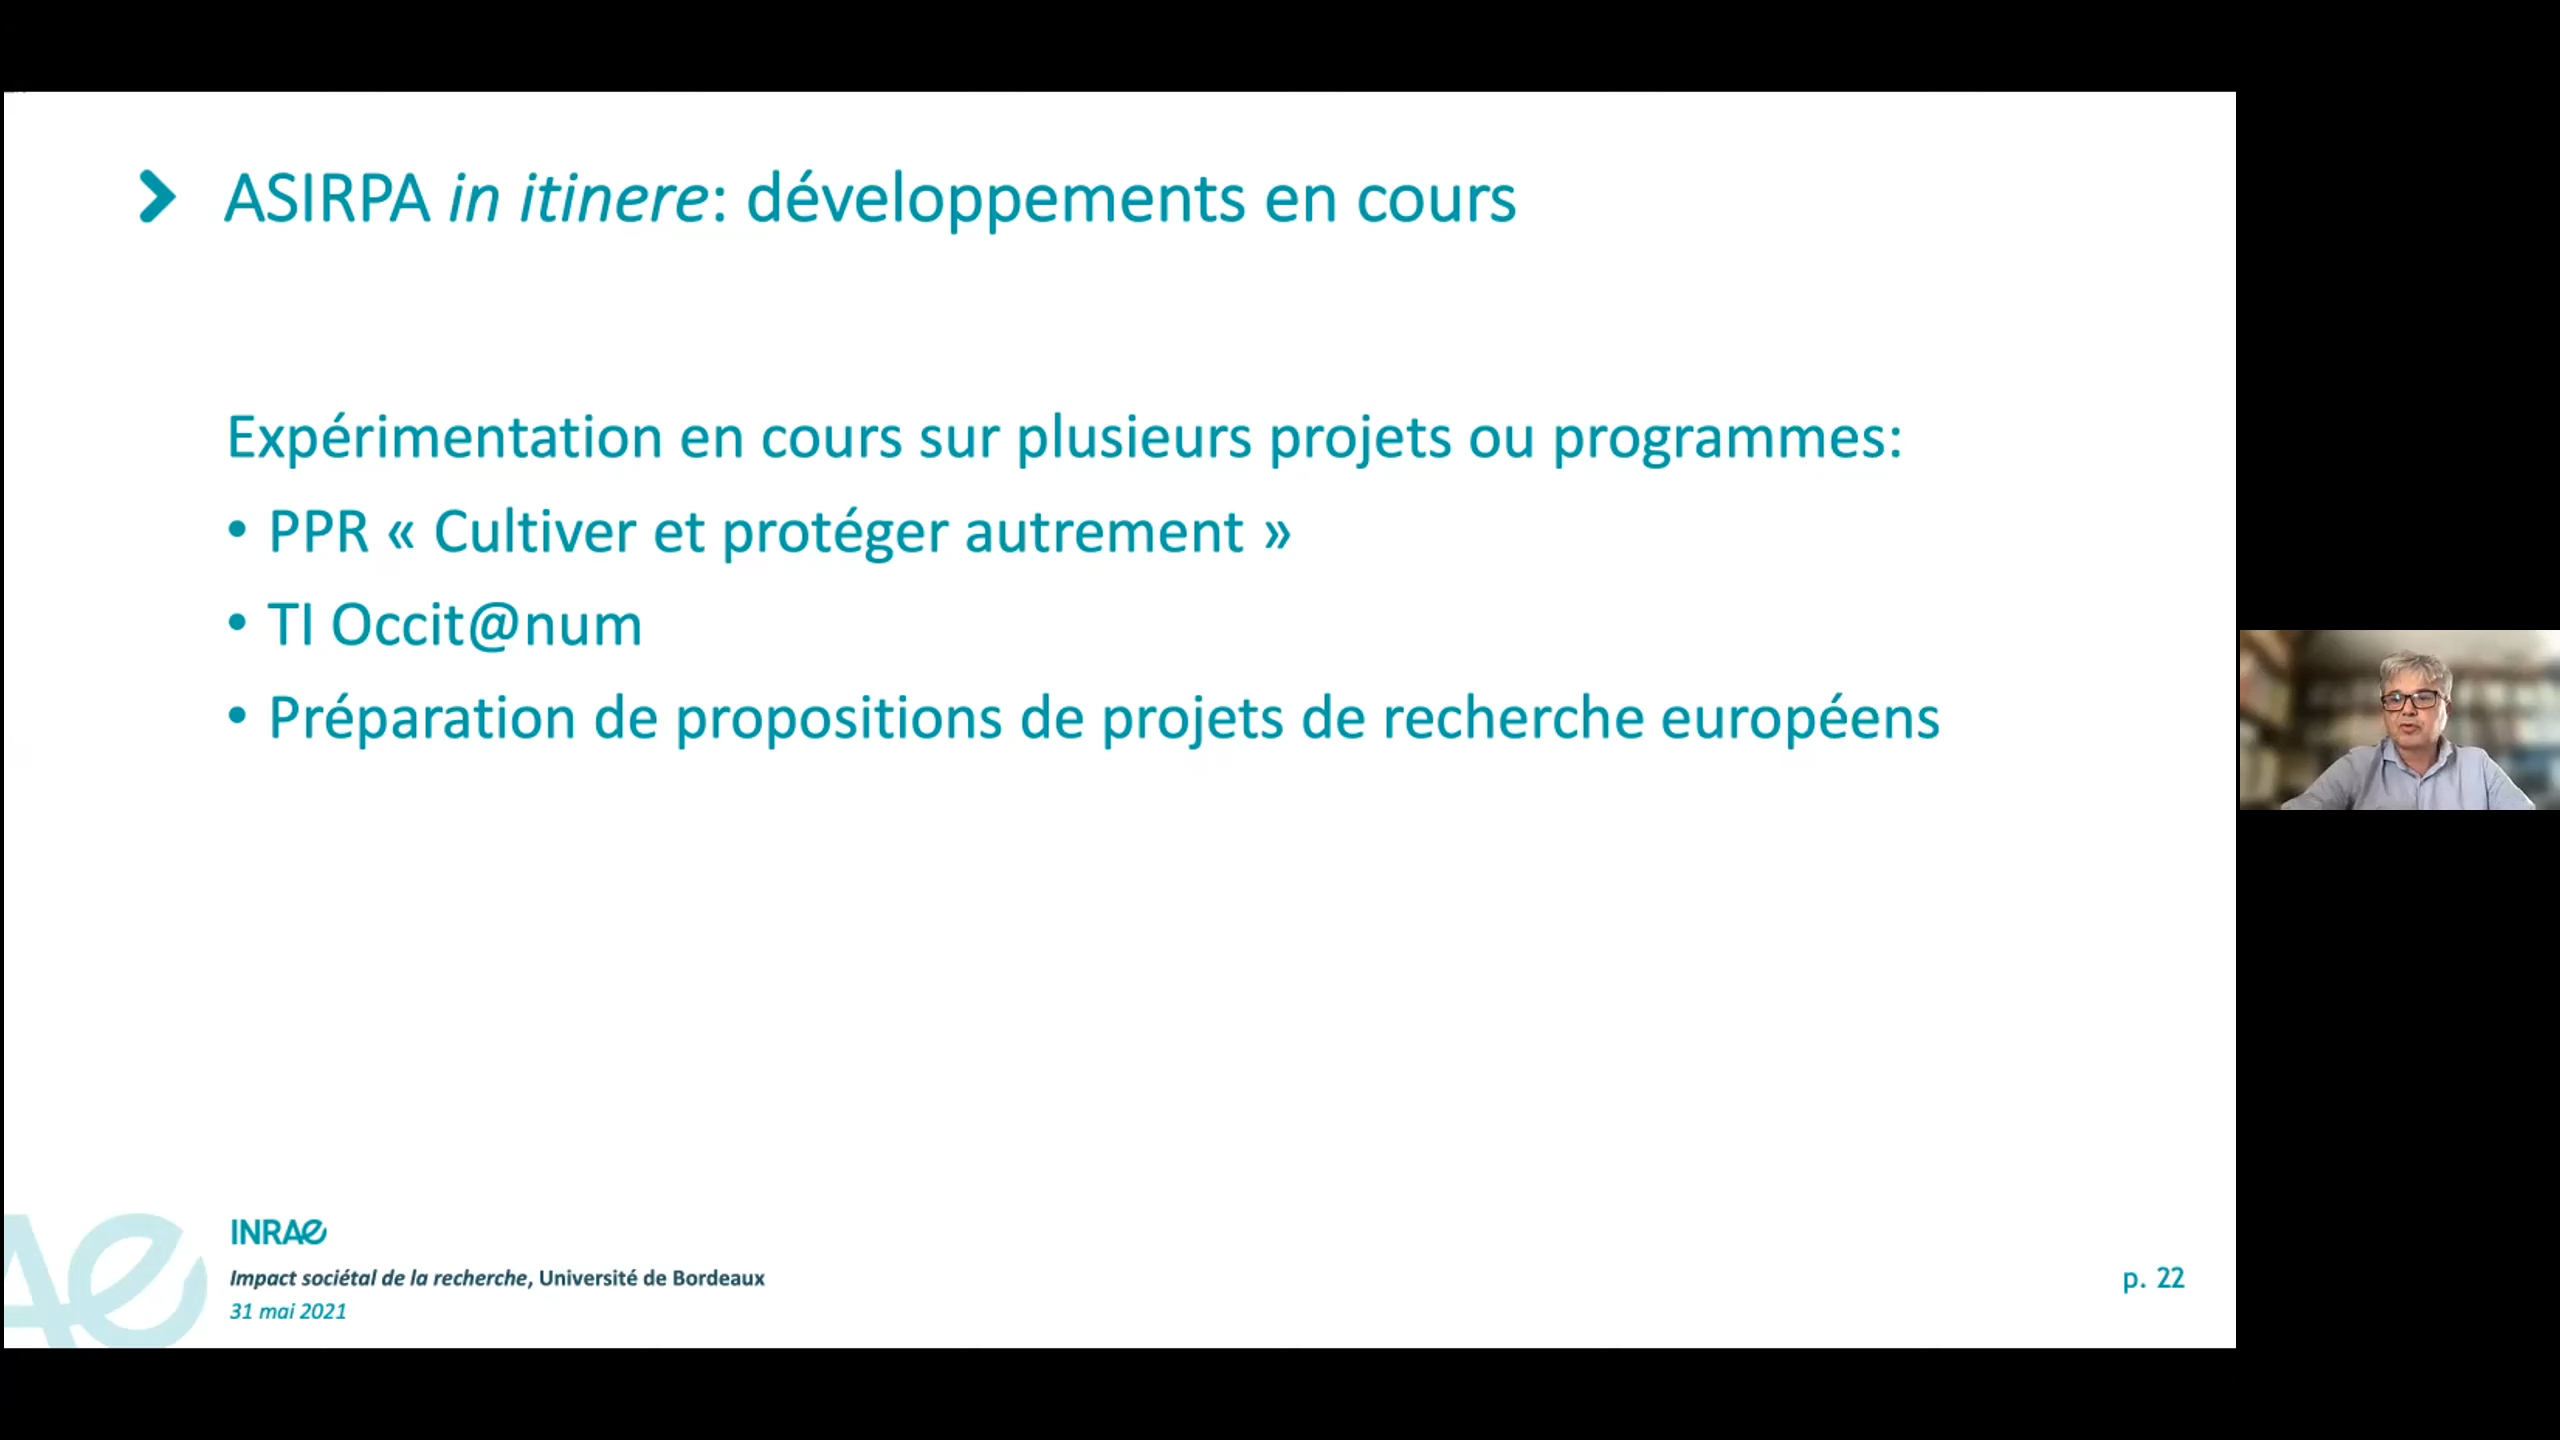 ASIRPA in itinere: développements en cours
Expérimentation en cours sur plusieurs projets ou programmes:
• PPR « Cultiver et protéger autrement »
• TI Occit@num
• Préparation de propositions de projets de recherche européens
INRAE
Impact sociétal de la recherche, Université de Bordeaux
31 mai 2021
p. 22